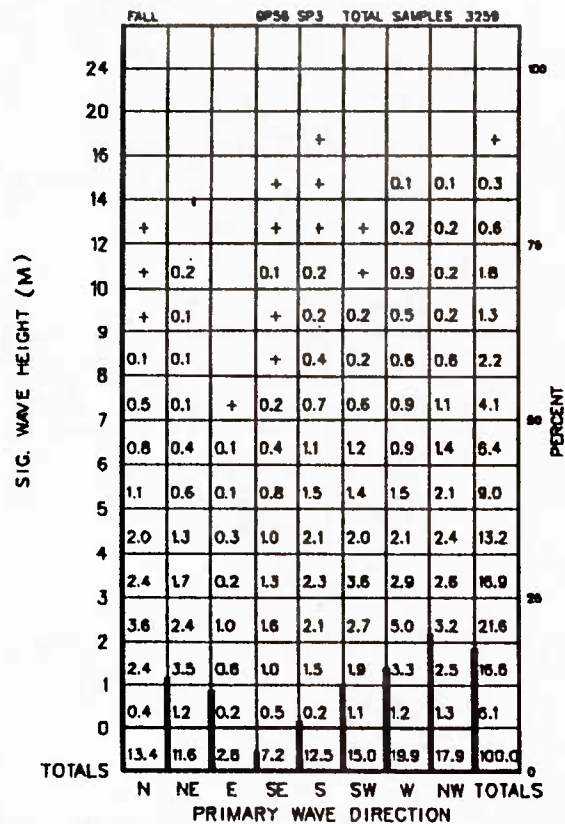 FALL GP56 SP3 TOTAL SAMPLES 3259
24 100
20
+ +
16
+ + 0.1 0.1 0.3
14
+ + + + 0.2 0.2 0.6
12 75
+ 0.2 0.1 0.2 + 0.9 0.2 1.8
10
+ 0.1 + 0.2 0.2 0.5 0.2 1.3
9
0.1 0.1 + 0.4 0.2 0.6 0.6 2.2
8
0.5 0.1 + 0.2 0.7 0.6 0.9 1.1 4.1
7 50
0.8 0.4 0.1 0.4 1.1 1.2 0.9 1.4 6.4
6
1.1 0.6 0.1 0.8 1.5 1.4 1.5 2.1 9.0
5
2.0 1.3 0.3 1.0 2.1 2.0 2.1 2.4 13.2
4
2.4 1.7 0.2 1.3 2.3 3.6 2.9 2.6 16.9
3 25
3.6 2.4 1.0 1.6 2.1 2.7 5.0 3.2 21.6
2
2.4 3.5 0.6 1.0 1.5 1.9 3.3 2.5 16.6
1
0.4 1.2 0.2 0.5 0.2 1.1 1.2 1.3 6.1
0
13.4 11.6 2.6 7.2 12.5 15.0 19.9 17.9 100.0
TOTALS 0
N NE E SE S SW W NW TOTALS
PRIMARY WAVE DIRECTION
SIG. WAVE HEIGHT (M)
PERCENT